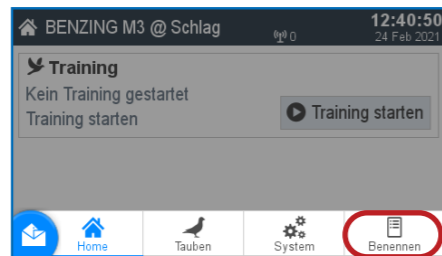 BENZING M3 @ Schlag
0
12:40:50
24 Feb 2021
Training
Kein Training gestartet
Training starten
Training starten
Home
Tauben
System
Benennen